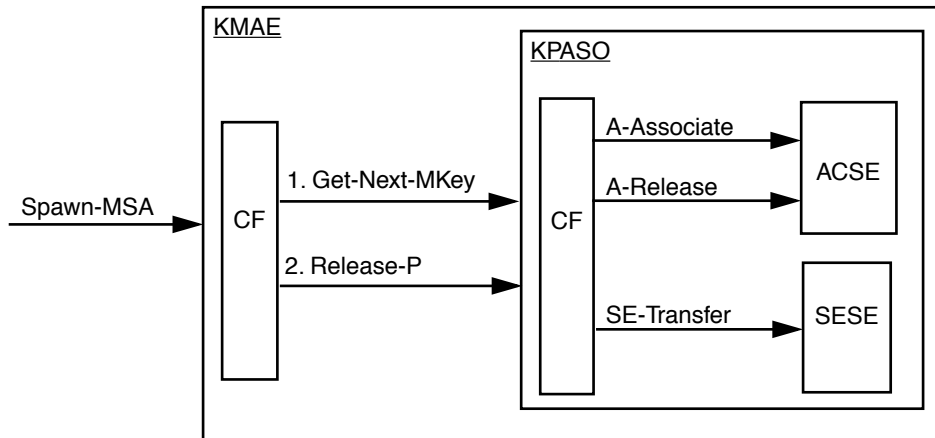 KMAE
KPASO
A-Associate
1. Get-Next-MKey
A-Release
ACSE
Spawn-MSA
CF
CF
2. Release-P
SE-Transfer
SESE